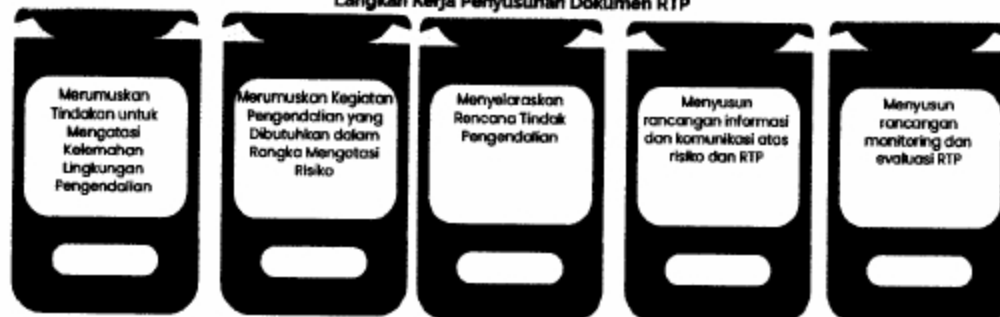 Langkah Kerja Penyusunan Dokumen RTP
Merumuskan
Tindakan untuk
Mengatasi
Kelemahan
Lingkungan
Pengendalian
Merumuskan Kegiatan
Pengendalian yang
Dibutuhkan dalam
Rangka Mengatasi
Risiko
Menyelaraskan
Rencana Tindak
Pengendalian
Menyusun
rancangan informasi
dan komunikasi atas
risiko dan RTP
Menyusun
rancangan
monitoring dan
evaluasi RTP